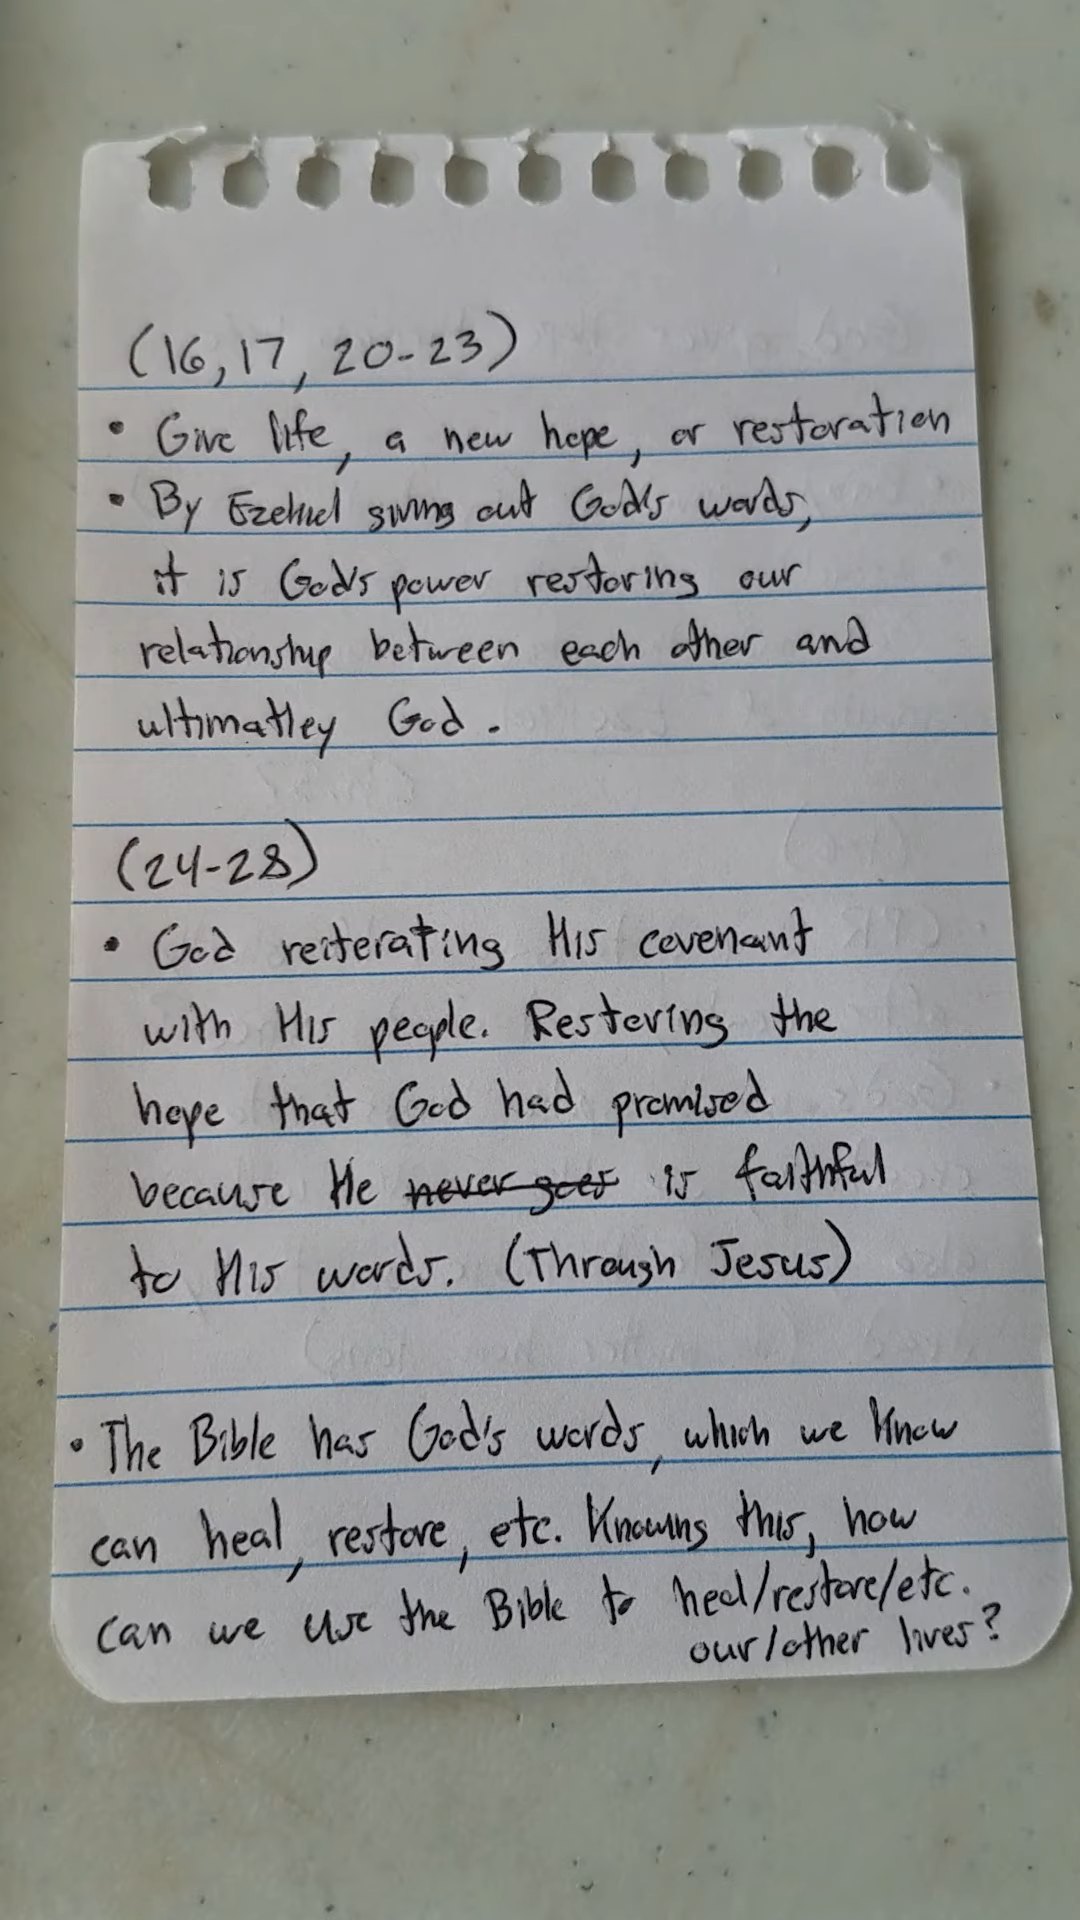 (16, 17, 20-23)
• Give life, a new hope, or restoration
• By Ezekiel giving out God's words,
it is God's power restoring our
relationship between each other and
ultimatley God.
(24-28)
• God reiterating His covenant
with His people. Restoring the
hope that God had promised
because He never goes is faithful
to His words. (Through Jesus)
• The Bible has God's words, which we know
can heal, restore, etc. Knowing this, how
can we use the Bible to heal/restore/etc.
our/other lives?